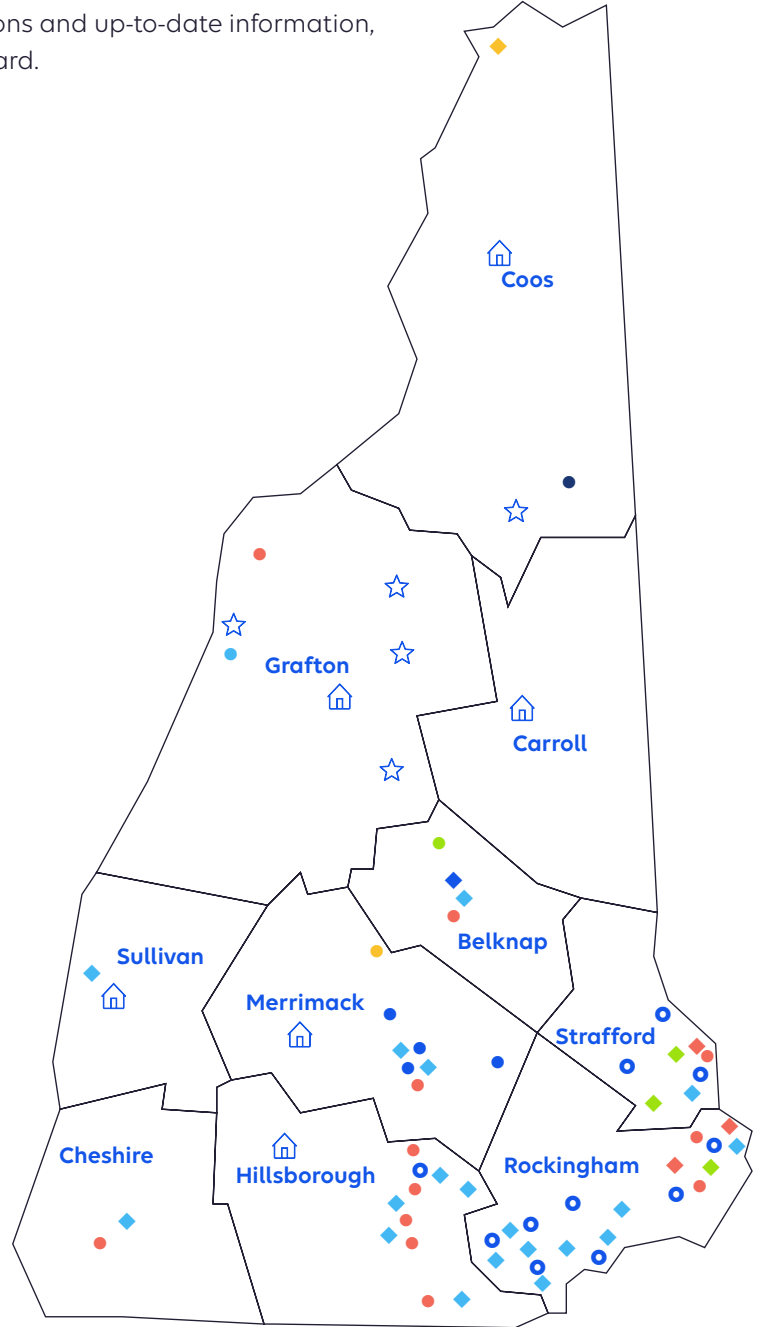 ons and up-to-date information,
ard.
Coos
Grafton
Carroll
Belknap
Sullivan
Merrimack
Strafford
Cheshire
Hillsborough
Rockingham